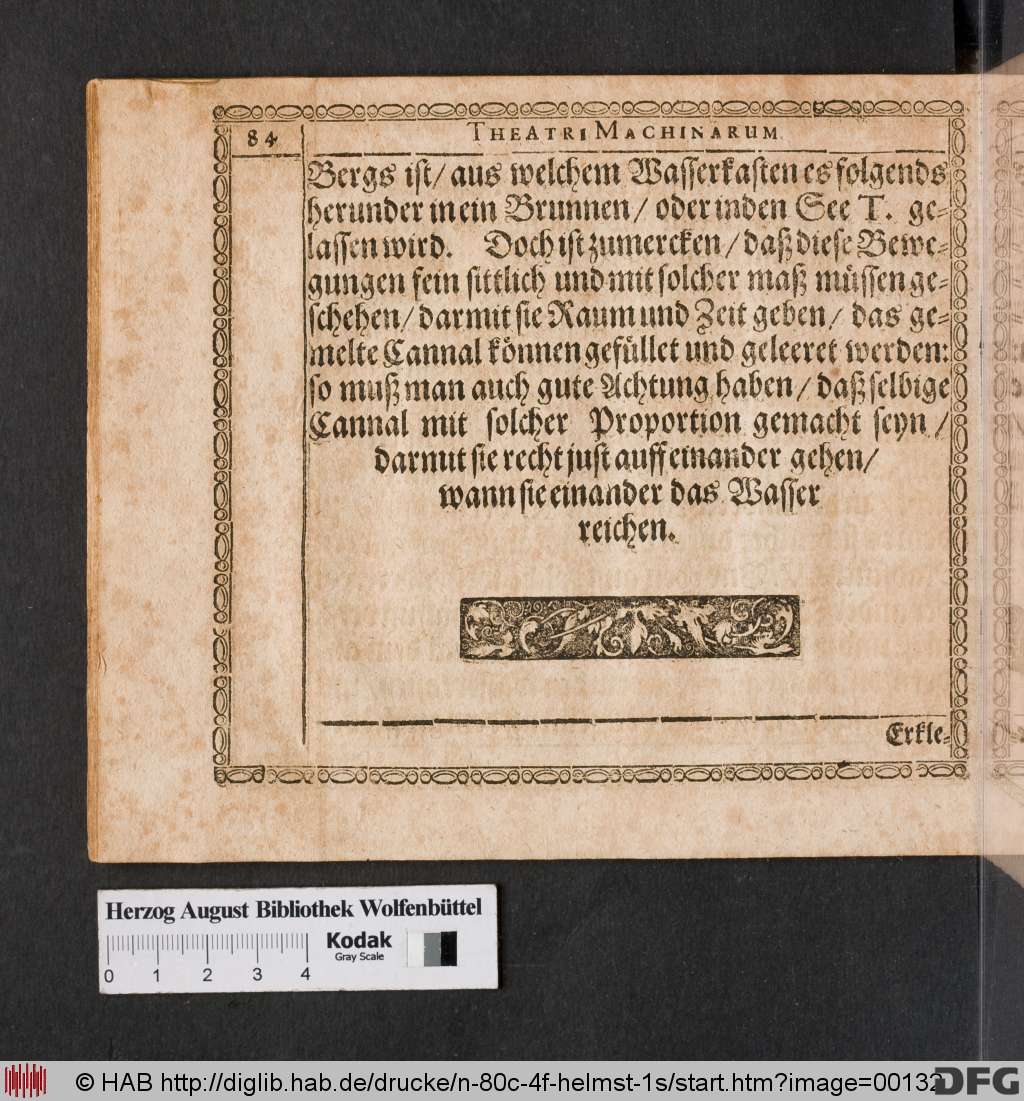 84
THEATRI MACHINARUM.
Bergs ist/ aus welchem Wasserkasten es folgends
herunder in ein Brunnen/ oder in den See T. ge-
lassen wird. Doch ist zumercken/ daß diese Bewe-
gungen fein sittlich und mit solcher maß müssen ge-
schehen/ darmit sie Raum und Zeit geben/ das ge-
melte Cannal können gefüllet und geleeret werden:
so muß man auch gute Achtung haben/ daß selbige
Cannal mit solcher Proportion gemacht seyn/
darmit sie recht just auff einander gehen/
wann sie einander das Wasser
reichen.
Erkle-
Herzog August Bibliothek Wolfenbüttel
Kodak
Gray Scale
0 1 2 3 4
© HAB http://diglib.hab.de/drucke/n-80c-4f-helmst-1s/start.htm?image=00132
DFG